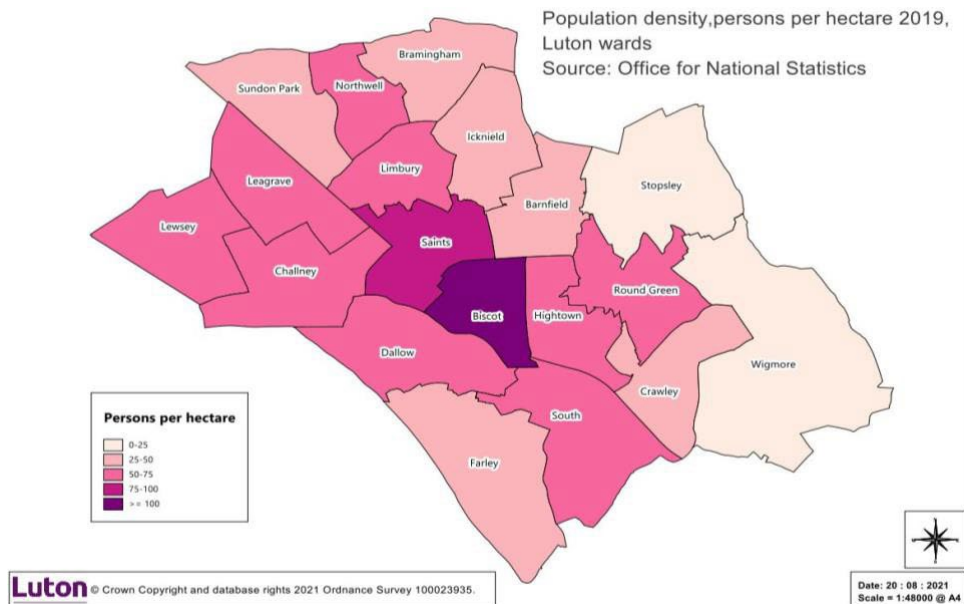 Population density,persons per hectare 2019,
Luton wards
Source: Office for National Statistics
Bramingham
Sundon Park
Northwell
Icknield
Limbury
Leagrave
Stopsley
Barnfield
Lewsey
Saints
Challney
Round Green
Biscot
Hightown
Dallow
Wigmore
Crawley
South
Farley
Persons per hectare
0-25
25-50
50-75
75-100
>= 100
Luton © Crown Copyright and database rights 2021 Ordnance Survey 100023935.
Date: 20 : 08 : 2021
Scale = 1:48000 @ A4